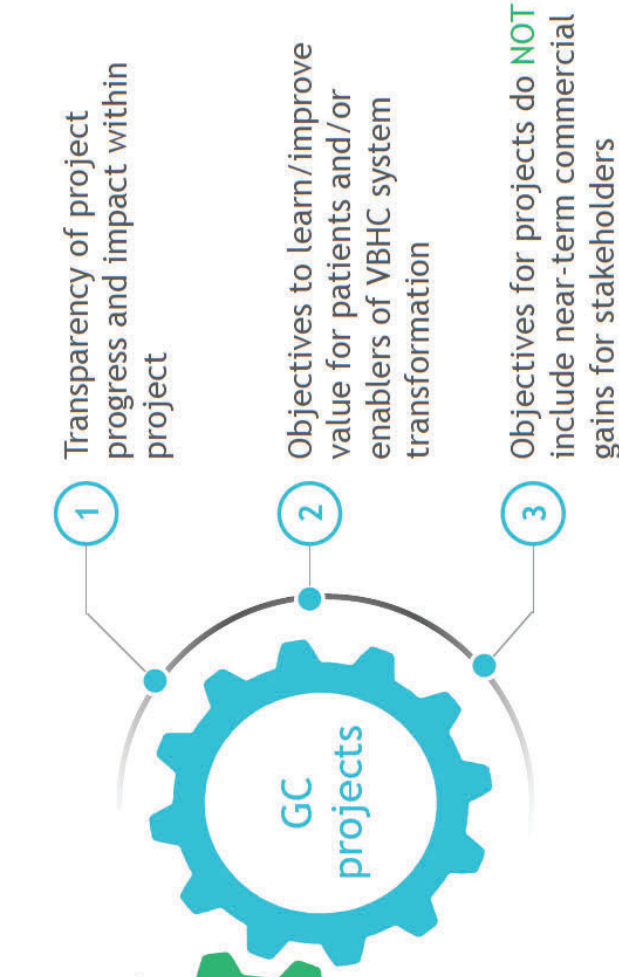 GC
projects
1
Transparency of project
progress and impact within
project
2
Objectives to learn/improve
value for patients and/or
enablers of VBHC system
transformation
3
Objectives for projects do NOT
include near-term commercial
gains for stakeholders